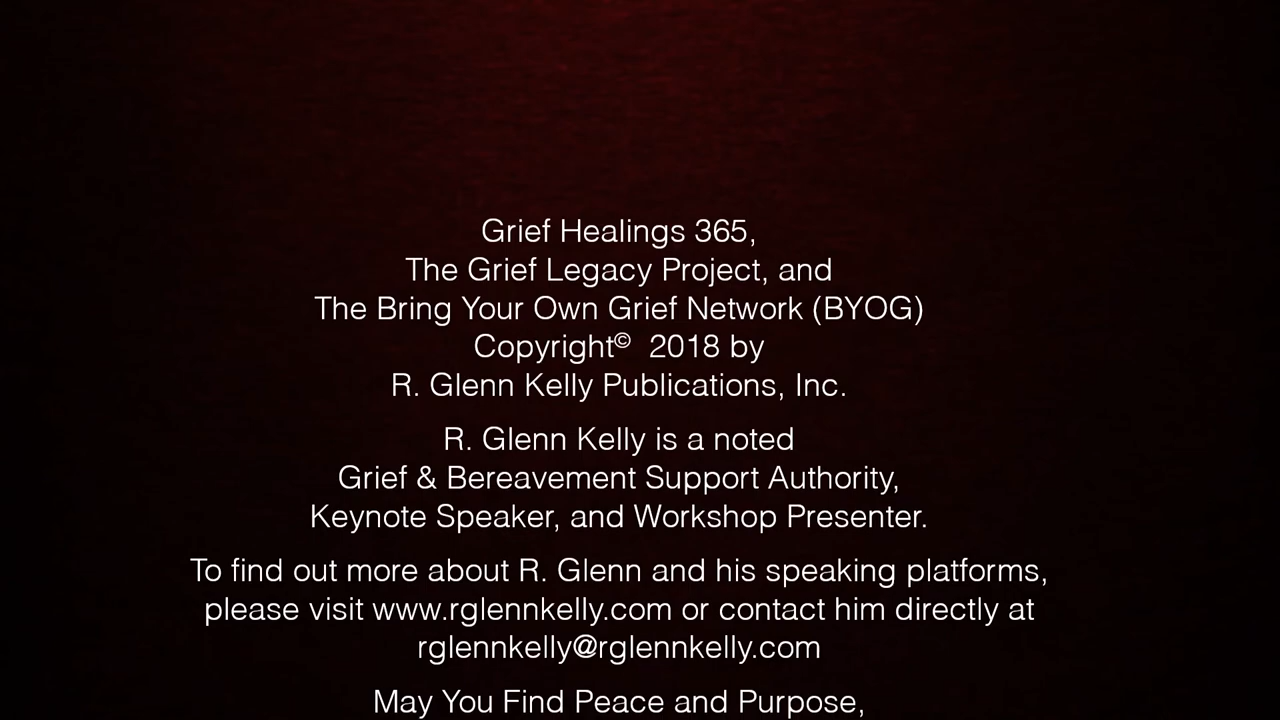 Grief Healings 365,
The Grief Legacy Project, and
The Bring Your Own Grief Network (BYOG)
Copyright©  2018 by
R. Glenn Kelly Publications, Inc.
R. Glenn Kelly is a noted
Grief & Bereavement Support Authority,
Keynote Speaker, and Workshop Presenter.
To find out more about R. Glenn and his speaking platforms,
please visit www.rglennkelly.com or contact him directly at
rglennkelly@rglennkelly.com
May You Find Peace and Purpose,